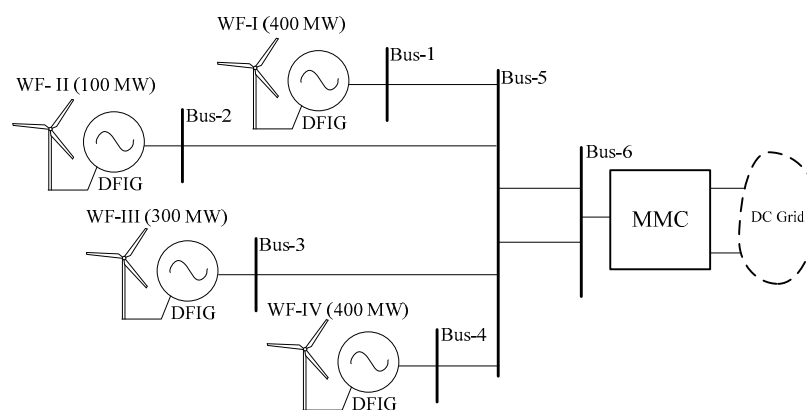 WF-I (400 MW)
Bus-1
DFIG
Bus-5
WF- II (100 MW)
Bus-2
DFIG
Bus-6
MMC
DC Grid
WF-III (300 MW)
Bus-3
DFIG
WF-IV (400 MW)
Bus-4
DFIG